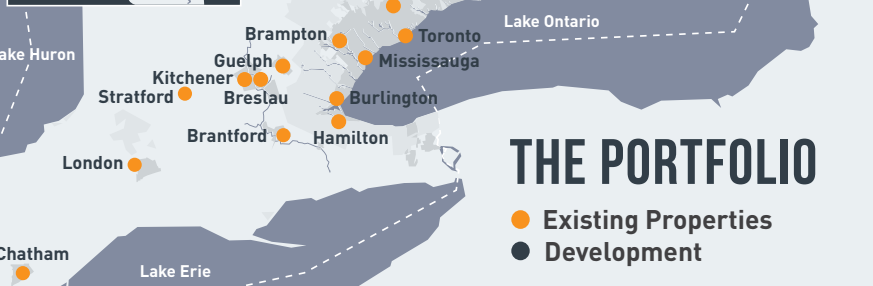 Lake Ontario
Brampton
Toronto
ake Huron
Guelph
Mississauga
Kitchener
Stratford
Breslau
Burlington
Brantford
Hamilton
London
THE PORTFOLIO
Existing Properties
Development
Chatham
Lake Erie